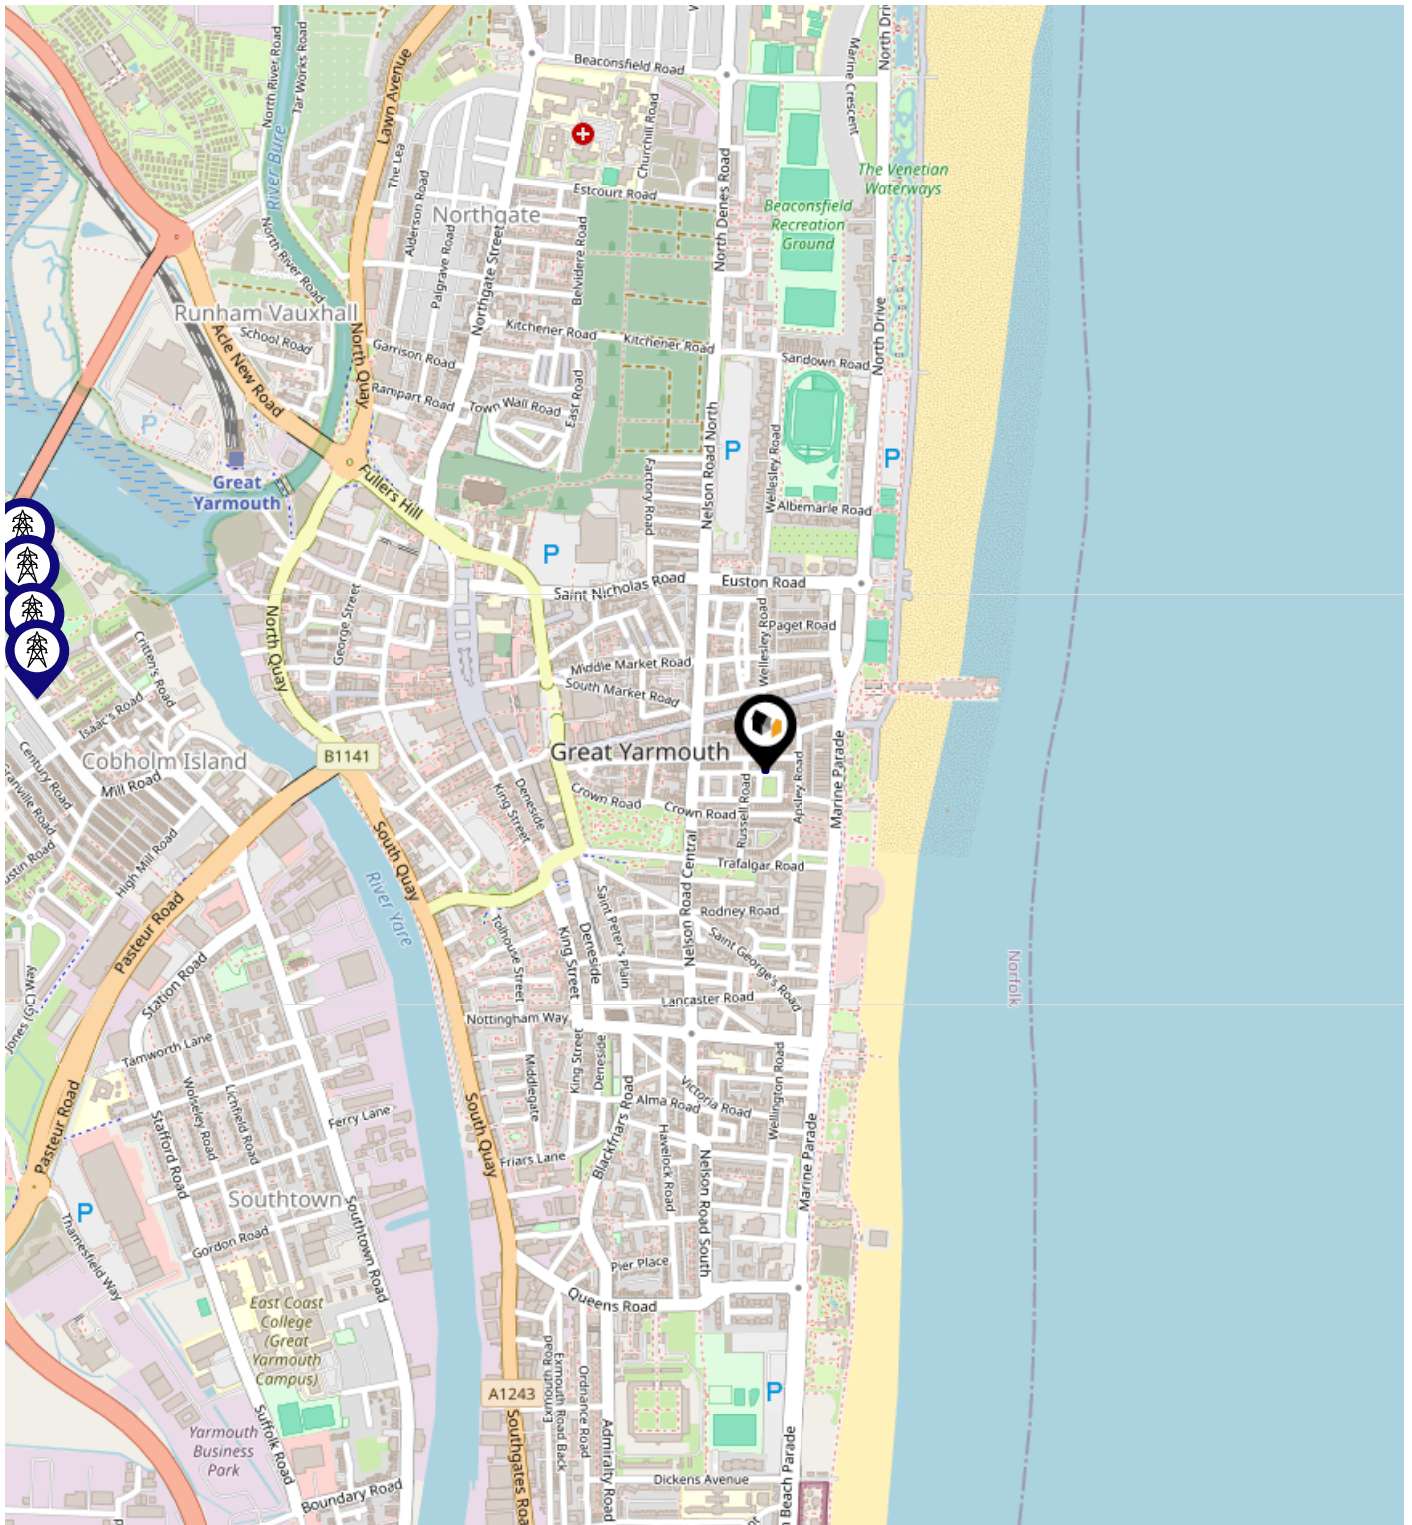 North River Road
Tar Works Road
River Bure
Lawn Avenue
The Lea
Beaconsfield Road
Churchill Road
Marine Crescent
North Denes Road
The Venetian
Waterways
Estcourt Road
Northgate
Alderson Road
Palgrave Road
Northgate Street
Belvidere Road
Beaconsfield
Recreation
Ground
North River Road
Runham Vauxhall
School Road
Acle New Road
North Quay
Garrison Road
Rampart Road
Town Wall Road
East Road
Kitchener Road
Kitchener Road
Sandown Road
North Drive
Nelson Road North
Wellesley Road
P
P
P
Great
Yarmouth
Fullers Hill
Factory Road
Albemarle Road
P
Saint Nicholas Road
Euston Road
George Street
North Quay
Wellesley Road
Paget Road
Middle Market Road
South Market Road
Critten's Road
Isaac's Road
Cobholm Island
Century Road
Mill Road
Granville Road
High Mill Road
B1141
Great Yarmouth
Deneside
King Street
Crown Road
Crown Road
Russell Road
Apsley Road
Marine Parade
Trafalgar Road
South Quay
River Yare
Pasteur Road
Station Road
Nelson Road Central
Saint Peter's Plain
Rodney Road
Saint George's Road
Tolhouse Street
King Street
Deneside
Lancaster Road
Norfolk
Jones (GC) Way
Nottingham Way
Tamworth Lane
King Street
Deneside
Middlegate
Wolseley Road
Lichfield Road
Ferry Lane
Victoria Road
Alma Road
Wellington Road
Blackfriars Road
Havelock Road
Marine Parade
Pasteur Road
Stafford Road
South Quay
Friars Lane
Nelson Road South
P
Southtown
Southtown Road
Thamesfield Way
Gordon Road
Pier Place
Queens Road
East Coast
College
(Great
Yarmouth
Campus)
Exmouth Road
Exmouth Road Back
Ordnance Road
P
A1243
Yarmouth
Business
Park
Suffolk Road
Southgates Roa
Admiralty Road
Beach Parade
Dickens Avenue
Boundary Road